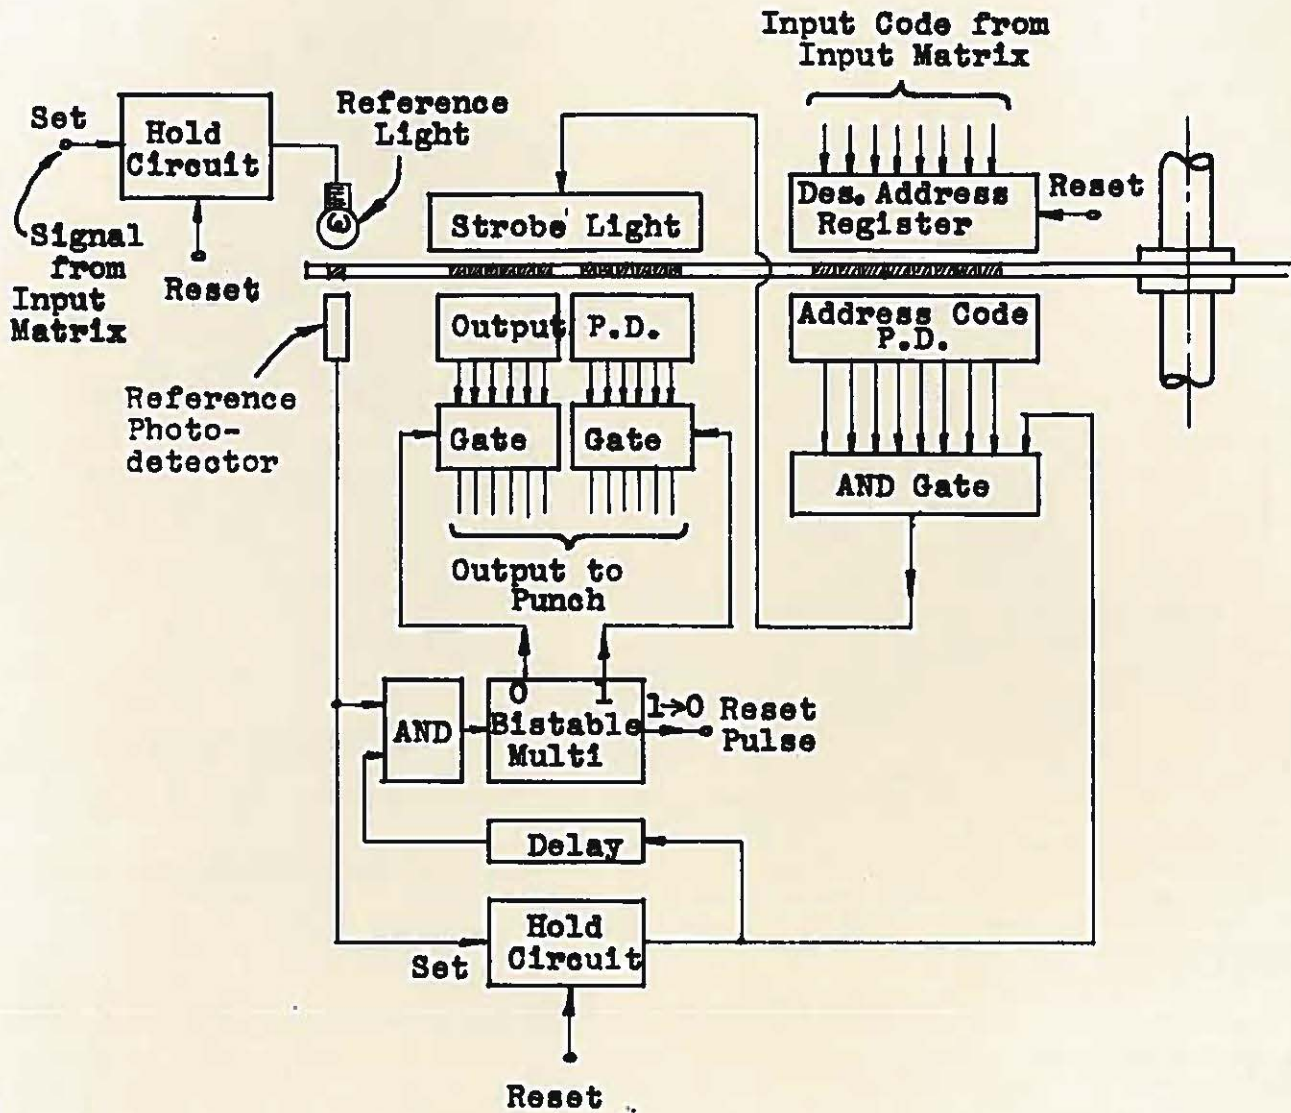 Input Code from
Input Matrix
Set
Hold
Circuit
Reference
Light
Signal
from
Input
Matrix
Reset
Strobe Light
Des. Address
Register
Reset
Output
P.D.
Address Code
P.D.
Reference
Photo-
detector
Gate
Gate
AND Gate
Output to
Punch
AND
0
1
Bistable
Multi
1→0
Reset
Pulse
Delay
Set
Hold
Circuit
Reset